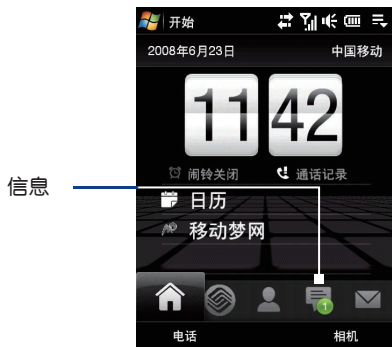 开始
2008年6月23日 中国移动
11 42
闹铃关闭 通话记录
信息
日历
移动梦网
1
电话 相机